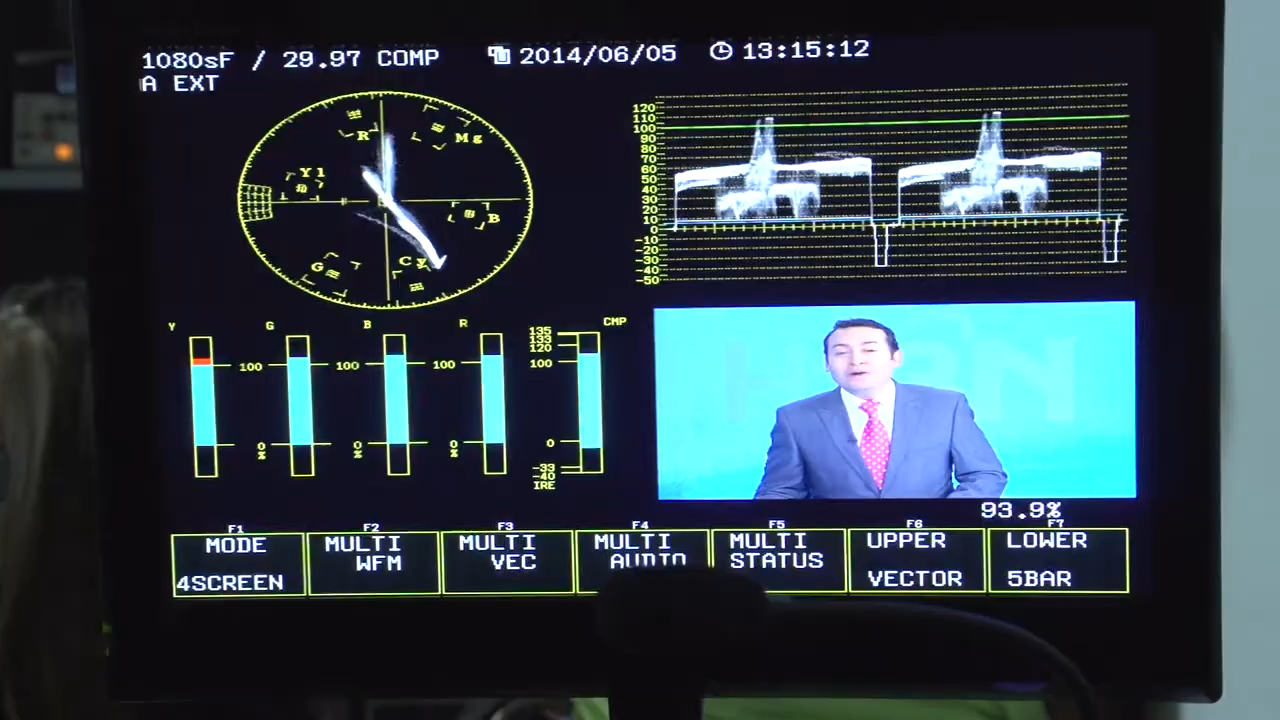 1080sF / 29.97 COMP 2014/06/05 13:15:12
A EXT
R
Mg
Yl
B
G
Cy
120
110
100
90
80
70
60
50
40
30
20
10
0
-10
-20
-30
-40
-50
Y G B R CMP
135
133
120
100 100 100 100
0% 0% 0% 0
-33
-40
IRE
93.9%
F1 F2 F3 F4 F5 F6 F7
MODE MULTI MULTI MULTI MULTI UPPER LOWER
WFM VEC AUDIO STATUS
4SCREEN VECTOR 5BAR